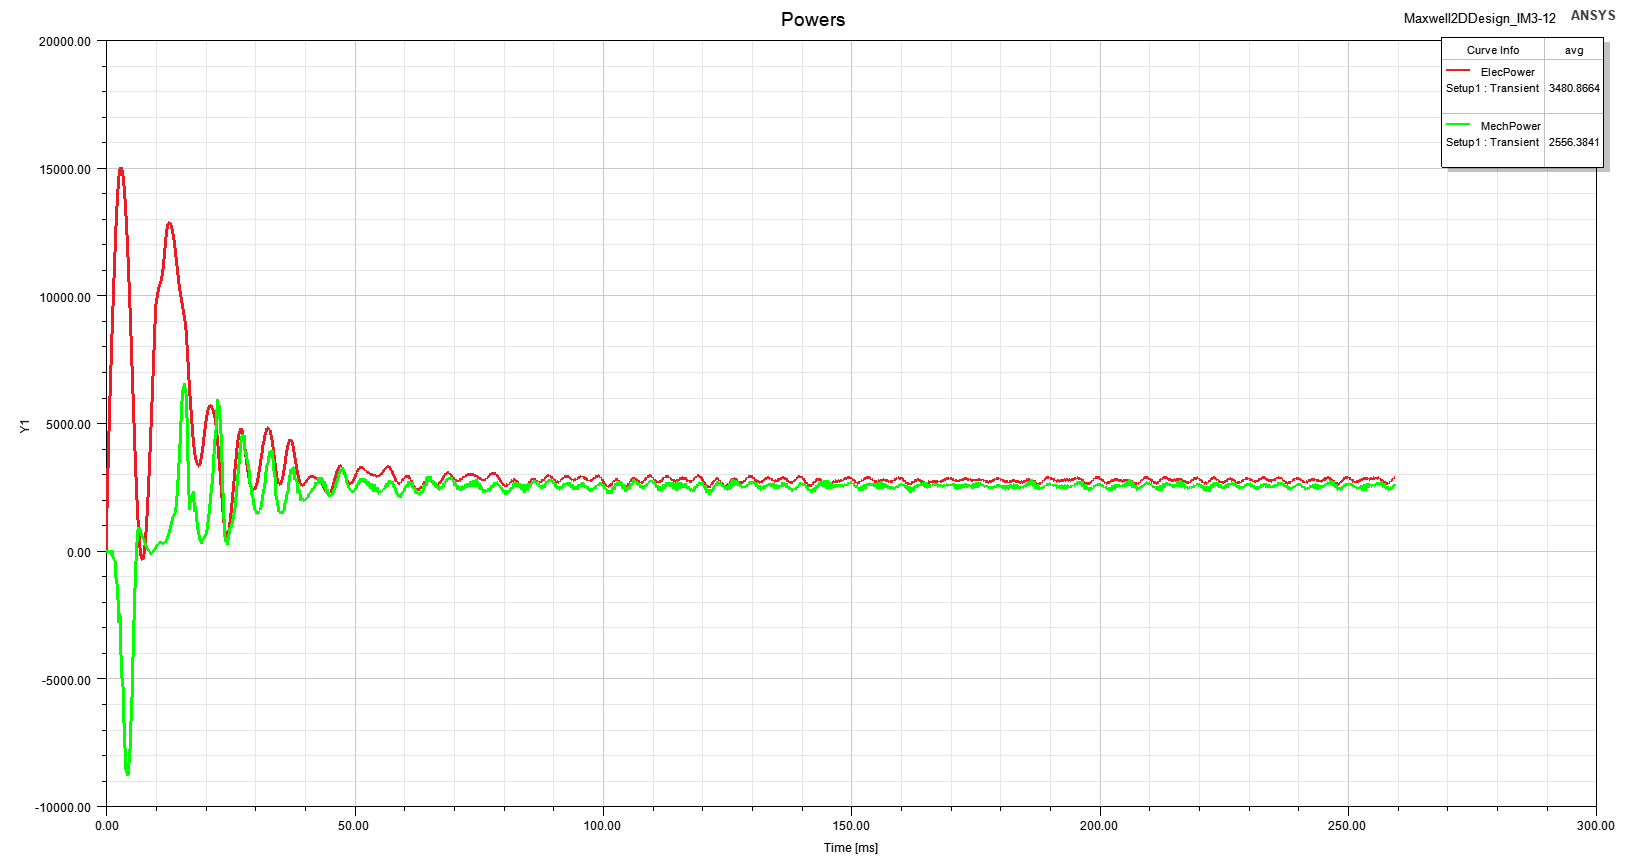 Powers
Maxwell2DDesign_IM3-12 ANSYS
Curve Info avg
ElecPower
Setup1 : Transient 3480.8664
MechPower
Setup1 : Transient 2556.3841
20000.00
15000.00
10000.00
5000.00
0.00
-5000.00
-10000.00
Y1
0.00 50.00 100.00 150.00 200.00 250.00 300.00
Time [ms]